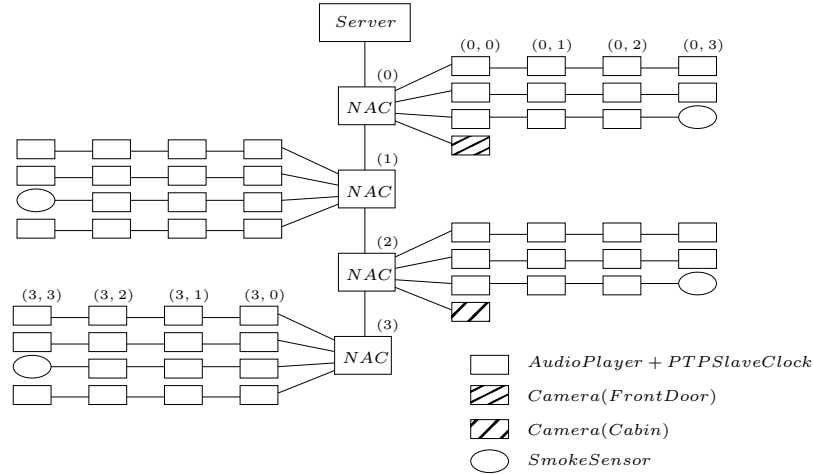 Server
(0)
NAC
(0, 0) (0, 1) (0, 2) (0, 3)
(1)
NAC
(2)
NAC
(3, 3) (3, 2) (3, 1) (3, 0)
(3)
NAC
AudioPlayer + PTPSlaveClock
Camera(FrontDoor)
Camera(Cabin)
SmokeSensor